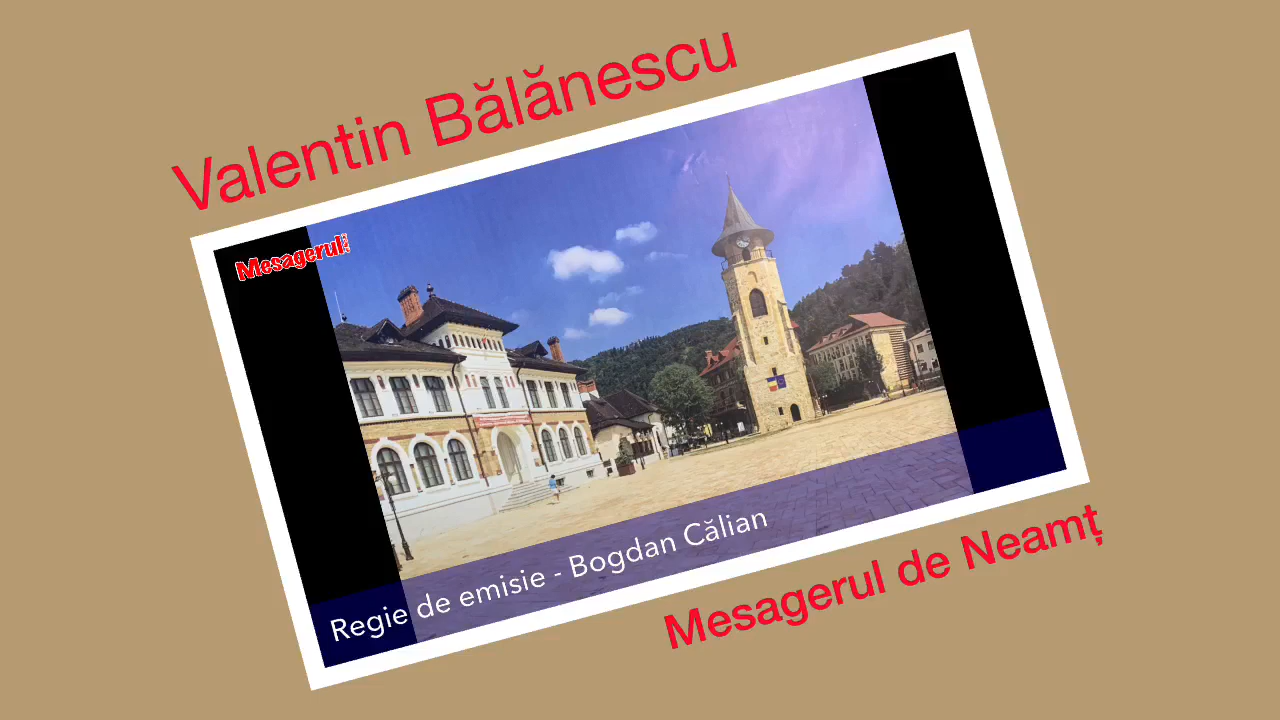 Valentin Bălănescu
Mesagerul
Regie de emisie - Bogdan Călian
Mesagerul de Neamț